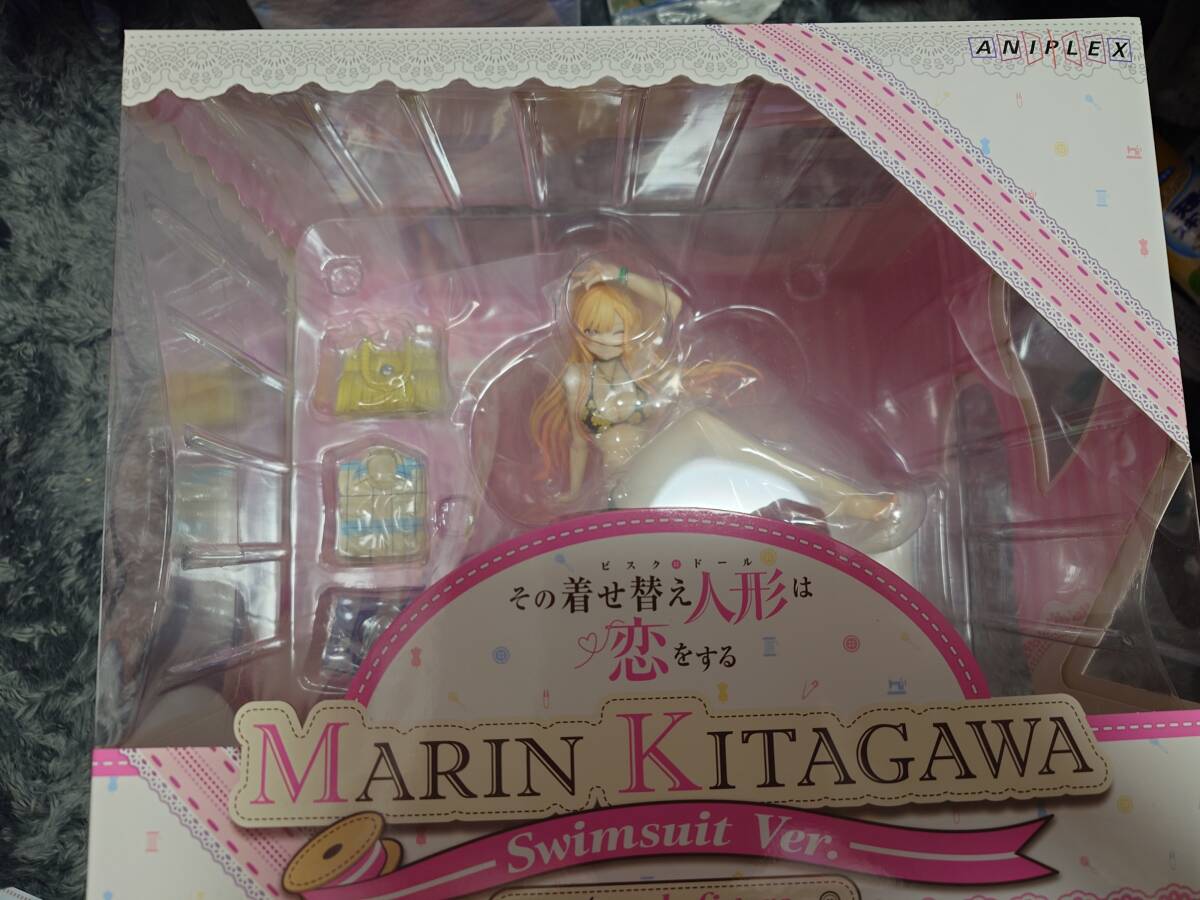 ANIPLEX
ビスク・ドール
その着せ替え人形は
恋をする
MARIN KITAGAWA
Swimsuit Ver.